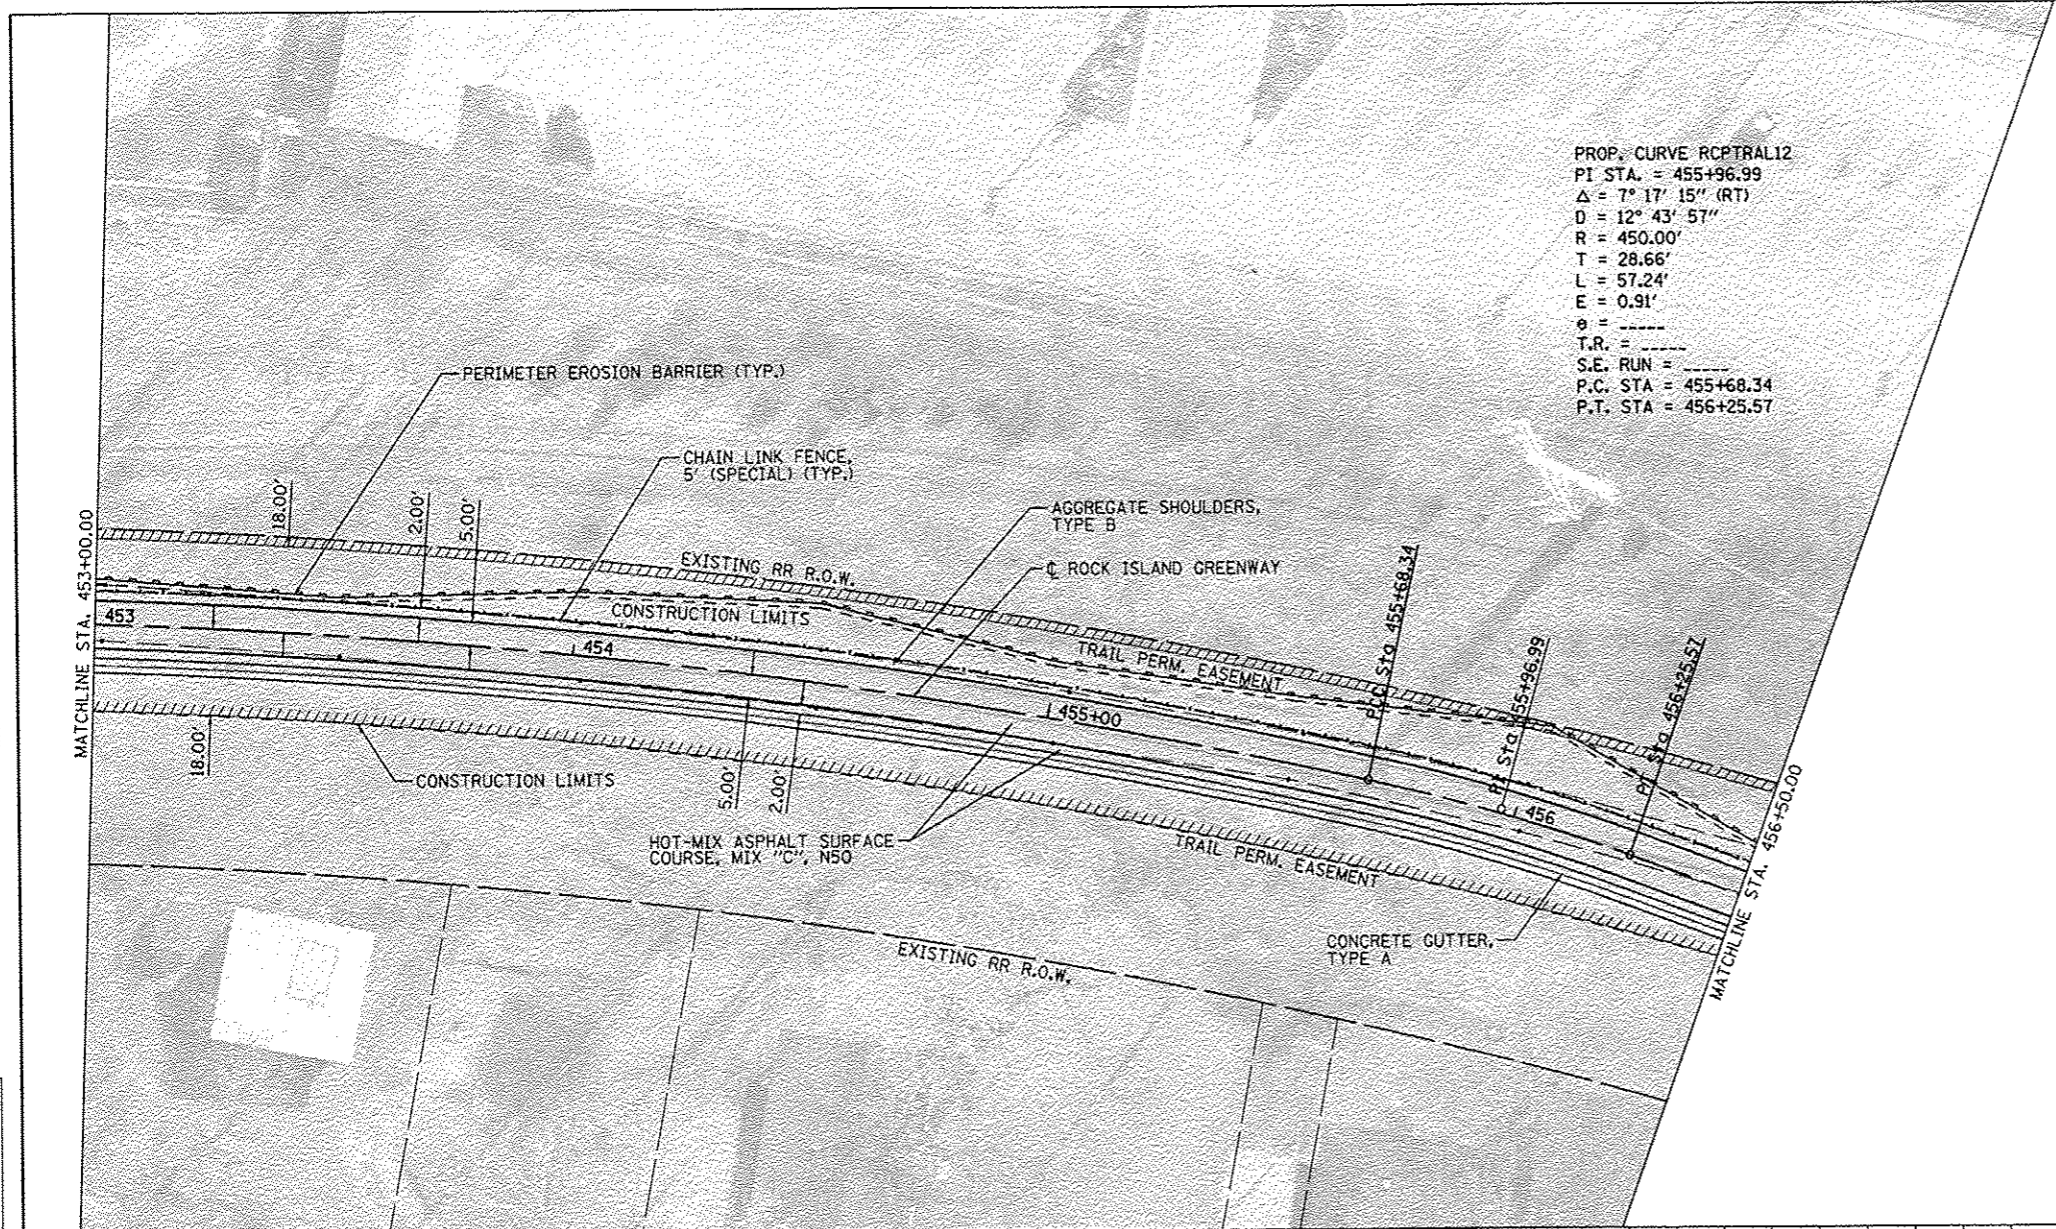 PROP. CURVE RCPTRAL12
PI STA. = 455+96.99
Δ = 7° 17' 15" (RT)
D = 12° 43' 57"
R = 450.00'
T = 28.66'
L = 57.24'
E = 0.91'
e = -----
T.R. = -----
S.E. RUN = -----
P.C. STA = 455+68.34
P.T. STA = 456+25.57
PERIMETER EROSION BARRIER (TYP.)
CHAIN LINK FENCE,
5' (SPECIAL) (TYP.)
AGGREGATE SHOULDERS,
TYPE B
℄ ROCK ISLAND GREENWAY
MATCHLINE STA. 453+00.00
18.00'
2.00'
5.00'
EXISTING RR R.O.W.
CONSTRUCTION LIMITS
TRAIL PERM. EASEMENT
Sta 455+68.34
PI Sta 455+96.99
Sta 456+25.57
453
454
455+00
456
18.00'
CONSTRUCTION LIMITS
5.00'
2.00'
HOT-MIX ASPHALT SURFACE
COURSE, MIX "C", N50
TRAIL PERM. EASEMENT
CONCRETE GUTTER,
TYPE A
EXISTING RR R.O.W.
MATCHLINE STA. 456+50.00